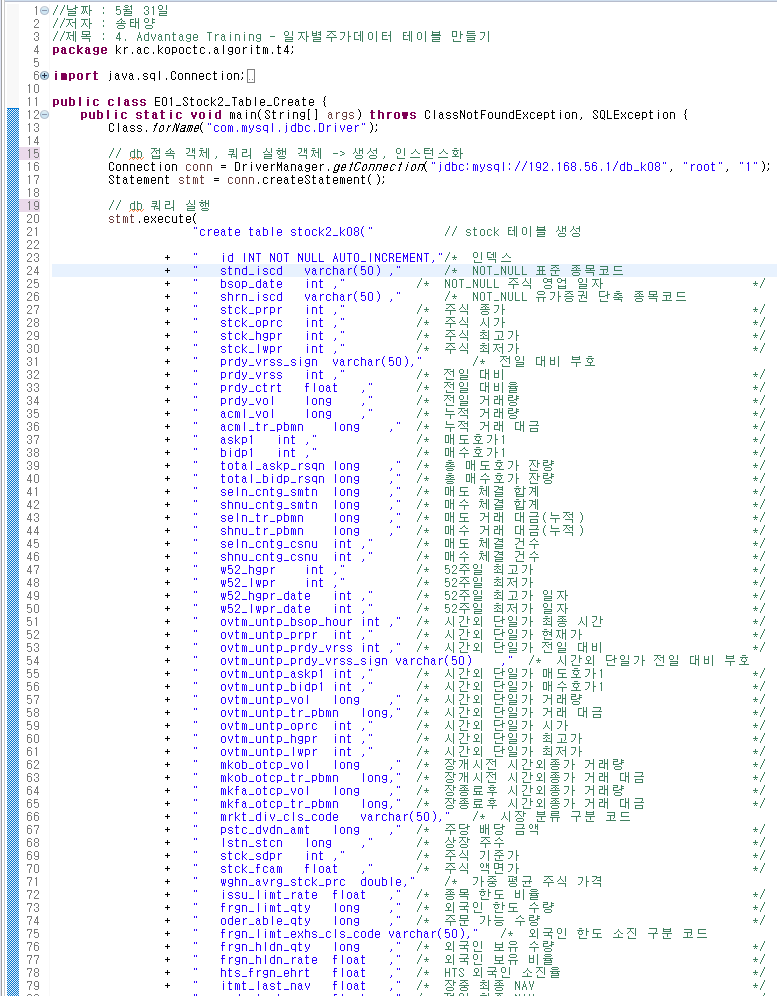 1 //날짜 : 5월 31일
2 //저자 : 송태양
3 //제목 : 4. Advantage Training - 일자별주가데이터 테이블 만들기
4 package kr.ac.kopoctc.algoritm.t4;
5
6 import java.sql.Connection;
10
11 public class E01_Stock2_Table_Create {
12 public static void main(String[] args) throws ClassNotFoundException, SQLException {
13 Class.forName("com.mysql.jdbc.Driver");
14
15 // db 접속 객체, 쿼리 실행 객체 -> 생성, 인스턴스화
16 Connection conn = DriverManager.getConnection("jdbc:mysql://192.168.56.1/db_k08", "root", "1");
17 Statement stmt = conn.createStatement();
18
19 // db 쿼리 실행
20 stmt.execute(
21 "create table stock2_k08(" // stock 테이블 생성
22
23 + " id INT NOT NULL AUTO_INCREMENT,"/* 인덱스 */
24 + " stnd_iscd varchar(50) ," /* NOT_NULL 표준 종목코드
25 + " bsop_date int ," /* NOT_NULL 주식 영업 일자 */
26 + " shrn_iscd varchar(50) ," /* NOT_NULL 유가증권 단축 종목코드
27 + " stck_prpr int ," /* 주식 종가 */
28 + " stck_oprc int ," /* 주식 시가 */
29 + " stck_hgpr int ," /* 주식 최고가 */
30 + " stck_lwpr int ," /* 주식 최저가 */
31 + " prdy_vrss_sign varchar(50)," /* 전일 대비 부호
32 + " prdy_vrss int ," /* 전일 대비 */
33 + " prdy_ctrt float ," /* 전일 대비율 */
34 + " prdy_vol long ," /* 전일 거래량 */
35 + " acml_vol long ," /* 누적 거래량 */
36 + " acml_tr_pbmn long ," /* 누적 거래 대금 */
37 + " askp1 int ," /* 매도호가1 */
38 + " bidp1 int ," /* 매수호가1 */
39 + " total_askp_rsqn long ," /* 총 매도호가 잔량 */
40 + " total_bidp_rsqn long ," /* 총 매수호가 잔량 */
41 + " seln_cntg_smtn long ," /* 매도 체결 합계 */
42 + " shnu_cntg_smtn long ," /* 매수 체결 합계 */
43 + " seln_tr_pbmn long ," /* 매도 거래 대금(누적) */
44 + " shnu_tr_pbmn long ," /* 매수 거래 대금(누적) */
45 + " seln_cntg_csnu int ," /* 매도 체결 건수 */
46 + " shnu_cntg_csnu int ," /* 매수 체결 건수 */
47 + " w52_hgpr int ," /* 52주일 최고가 */
48 + " w52_lwpr int ," /* 52주일 최저가 */
49 + " w52_hgpr_date int ," /* 52주일 최고가 일자 */
50 + " w52_lwpr_date int ," /* 52주일 최저가 일자 */
51 + " ovtm_untp_bsop_hour int ," /* 시간외 단일가 최종 시간 */
52 + " ovtm_untp_prpr int ," /* 시간외 단일가 현재가 */
53 + " ovtm_untp_prdy_vrss int ," /* 시간외 단일가 전일 대비 */
54 + " ovtm_untp_prdy_vrss_sign varchar(50) ," /* 시간외 단일가 전일 대비 부호
55 + " ovtm_untp_askp1 int ," /* 시간외 단일가 매도호가1 */
56 + " ovtm_untp_bidp1 int ," /* 시간외 단일가 매수호가1 */
57 + " ovtm_untp_vol long ," /* 시간외 단일가 거래량 */
58 + " ovtm_untp_tr_pbmn long," /* 시간외 단일가 거래 대금 */
59 + " ovtm_untp_oprc int ," /* 시간외 단일가 시가 */
60 + " ovtm_untp_hgpr int ," /* 시간외 단일가 최고가 */
61 + " ovtm_untp_lwpr int ," /* 시간외 단일가 최저가 */
62 + " mkob_otcp_vol long ," /* 장개시전 시간외종가 거래량 */
63 + " mkob_otcp_tr_pbmn long," /* 장개시전 시간외종가 거래 대금 */
64 + " mkfa_otcp_vol long ," /* 장종료후 시간외종가 거래량 */
65 + " mkfa_otcp_tr_pbmn long," /* 장종료후 시간외종가 거래 대금 */
66 + " mrkt_div_cls_code varchar(50)," /* 시장 분류 구분 코드
67 + " pstc_dvdn_amt long ," /* 주당 배당 금액 */
68 + " lstn_stcn long ," /* 상장 주수 */
69 + " stck_sdpr int ," /* 주식 기준가 */
70 + " stck_fcam float ," /* 주식 액면가 */
71 + " wghn_avrg_stck_prc double," /* 가중 평균 주식 가격 */
72 + " issu_limt_rate float ," /* 종목 한도 비율 */
73 + " frgn_limt_qty long ," /* 외국인 한도 수량 */
74 + " oder_able_qty long ," /* 주문 가능 수량 */
75 + " frgn_limt_exhs_cls_code varchar(50)," /* 외국인 한도 소진 구분 코드
76 + " frgn_hldn_qty long ," /* 외국인 보유 수량 */
77 + " frgn_hldn_rate float ," /* 외국인 보유 비율 */
78 + " hts_frgn_ehrt float ," /* HTS 외국인 소진율 */
79 + " itmt_last_nav float ," /* 장중 최종 NAV */